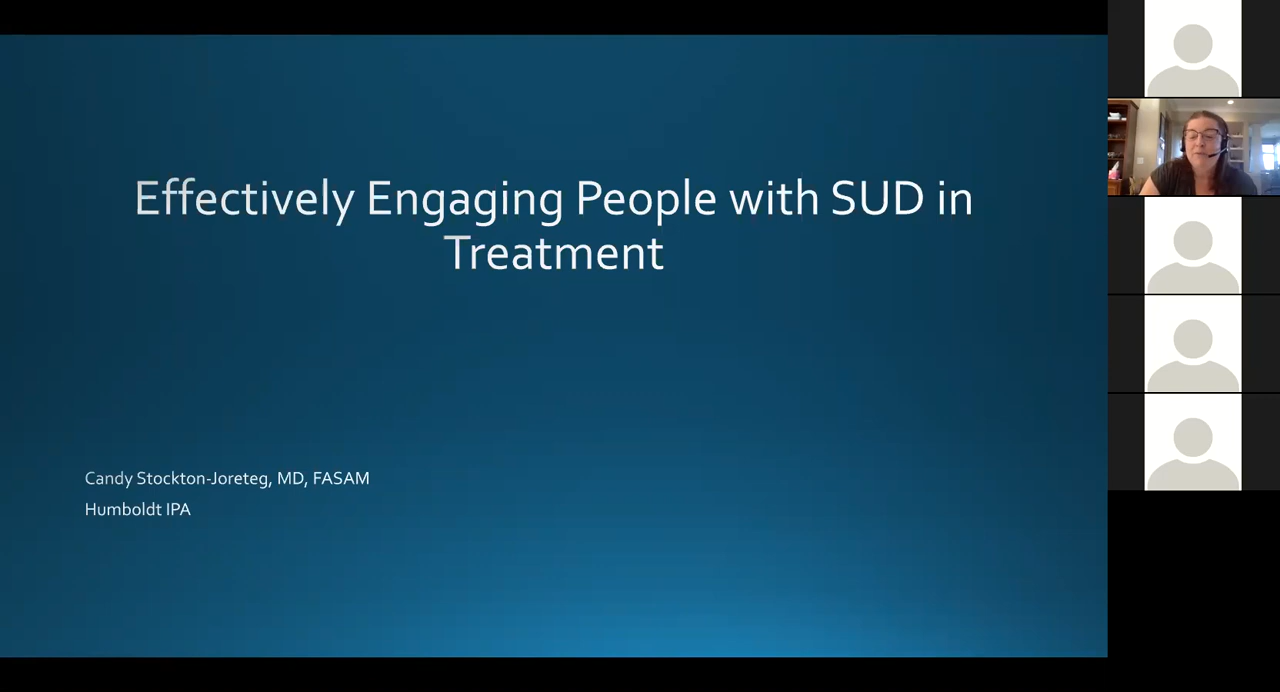 Effectively Engaging People with SUD in
Treatment
Candy Stockton-Joreteg, MD, FASAM
Humboldt IPA